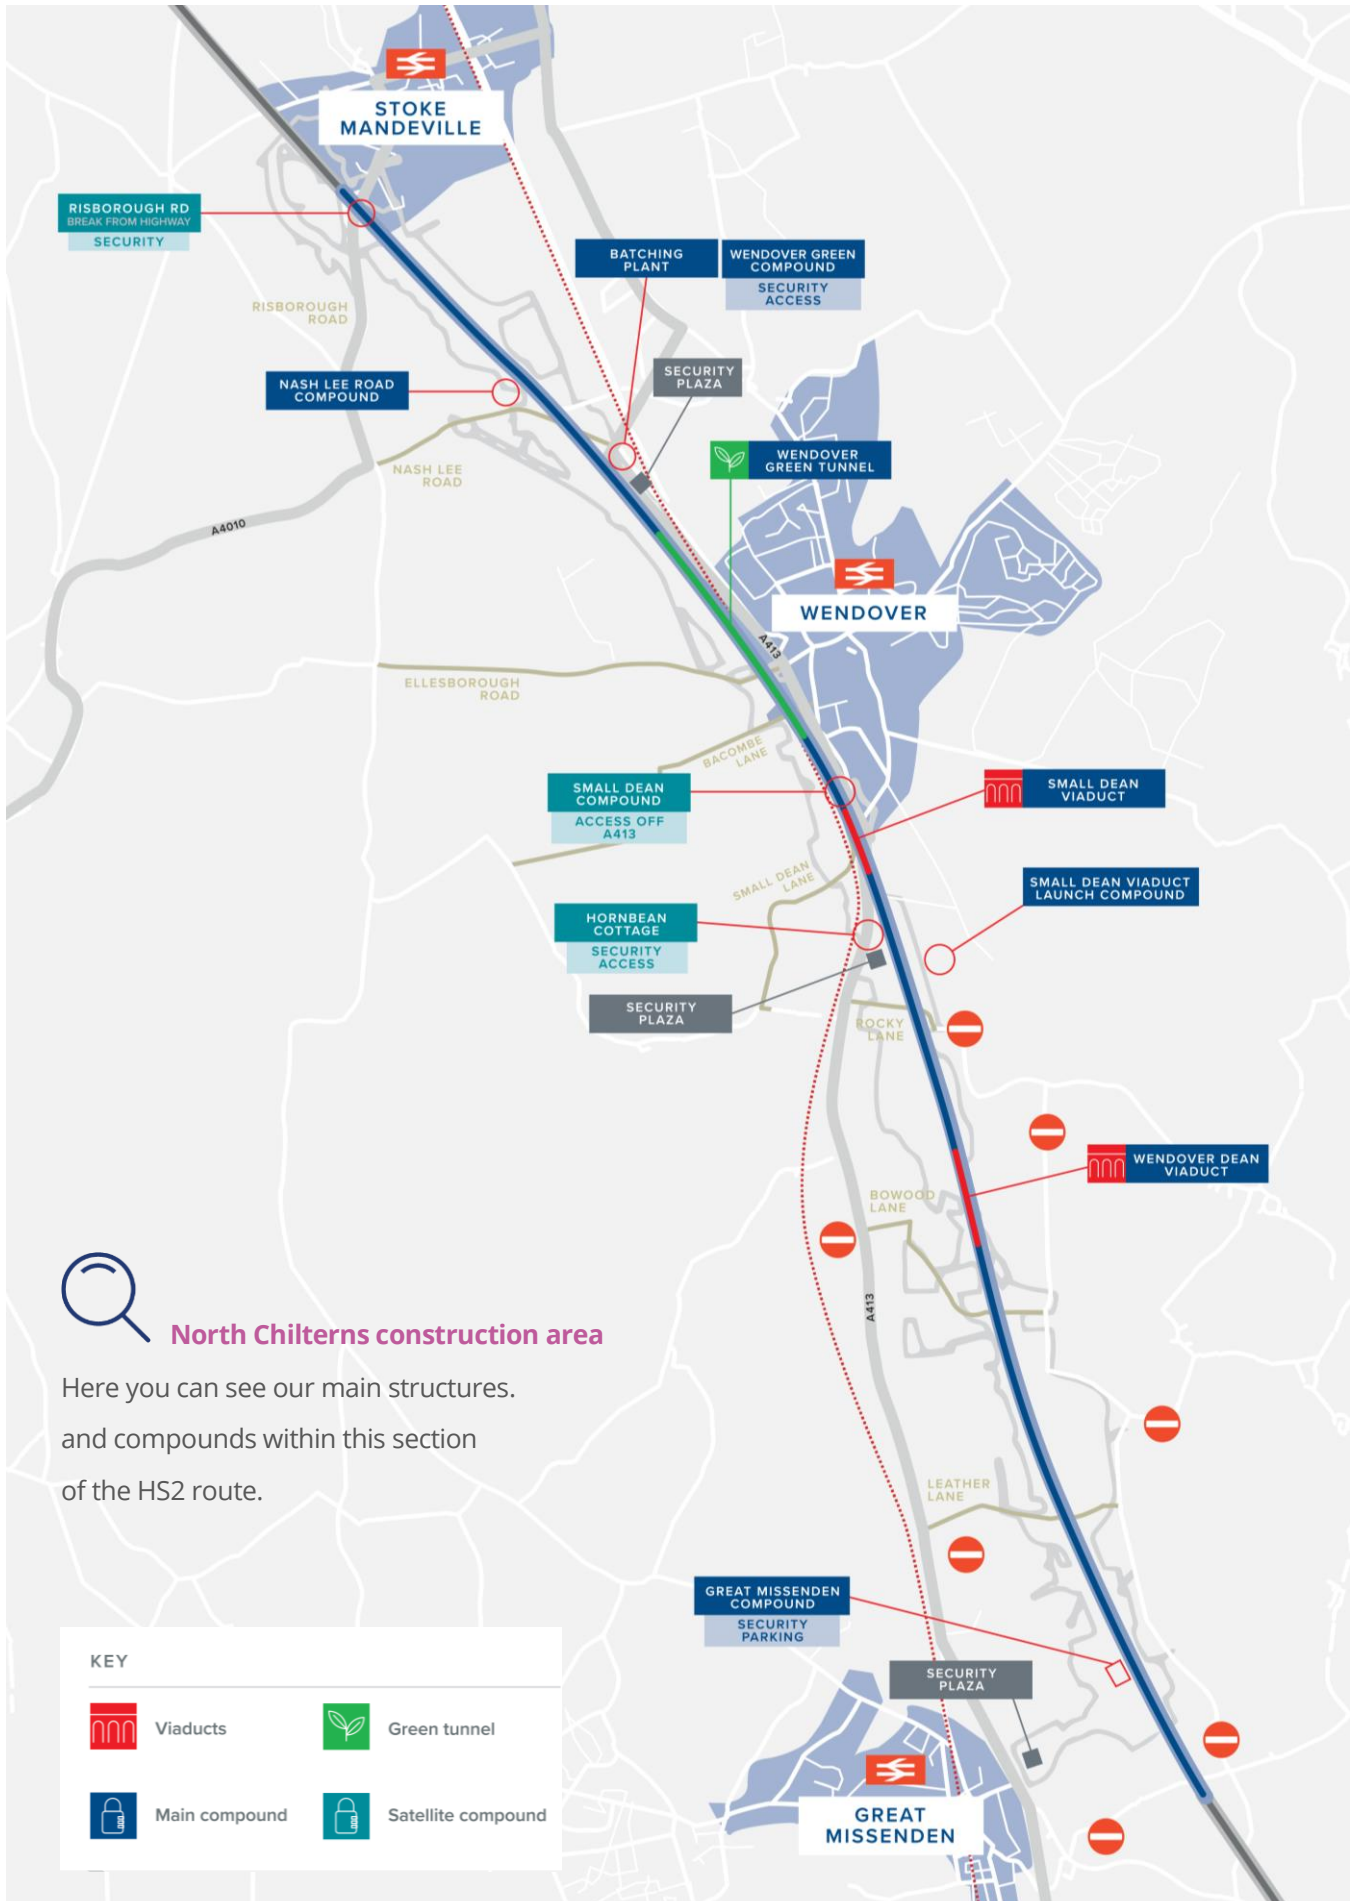 STOKE
MANDEVILLE
RISBOROUGH RD
BREAK FROM HIGHWAY
SECURITY
BATCHING
PLANT
WENDOVER GREEN
COMPOUND
SECURITY
ACCESS
RISBOROUGH
ROAD
SECURITY
PLAZA
NASH LEE ROAD
COMPOUND
WENDOVER
GREEN TUNNEL
NASH LEE
ROAD
A4010
WENDOVER
A413
ELLESBOROUGH
ROAD
BACOMBE
LANE
SMALL DEAN
COMPOUND
ACCESS OFF
A413
SMALL DEAN
VIADUCT
SMALL DEAN
LANE
SMALL DEAN VIADUCT
LAUNCH COMPOUND
HORNBEAN
COTTAGE
SECURITY
ACCESS
SECURITY
PLAZA
ROCKY
LANE
WENDOVER DEAN
VIADUCT
BOWOOD
LANE
A413
North Chilterns construction area
Here you can see our main structures.
and compounds within this section
of the HS2 route.
LEATHER
LANE
GREAT MISSENDEN
COMPOUND
SECURITY
PARKING
SECURITY
PLAZA
KEY
Viaducts
Green tunnel
Main compound
Satellite compound
GREAT
MISSENDEN